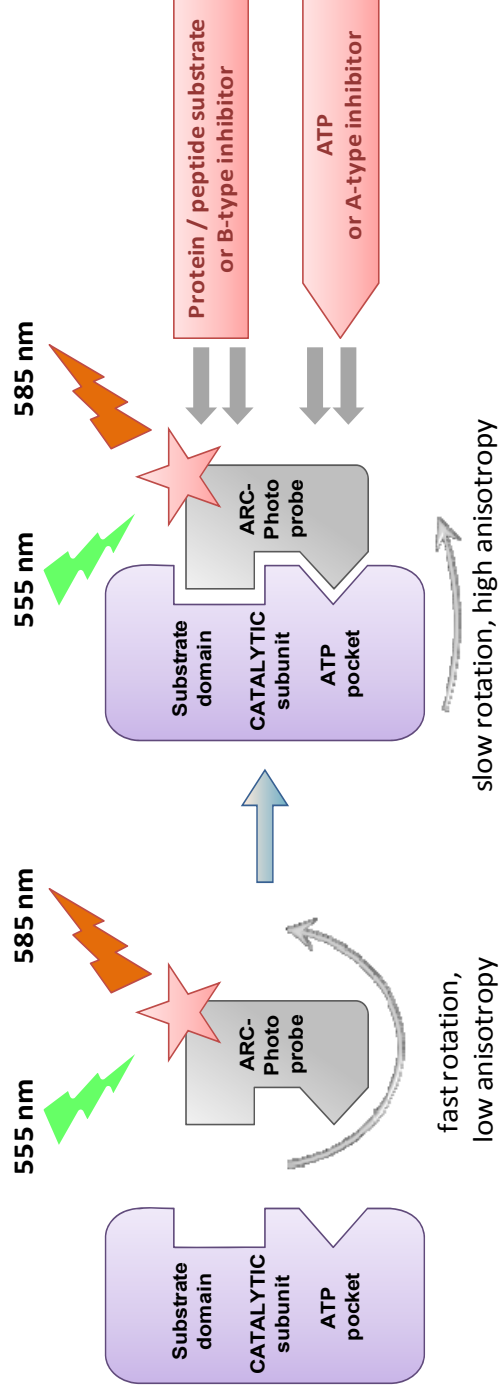 555 nm
585 nm
Substrate
domain
CATALYTIC
subunit
ATP
pocket
ARC-
Photo
probe
fast rotation,
low anisotropy
555 nm
585 nm
Substrate
domain
CATALYTIC
subunit
ATP
pocket
ARC-
Photo
probe
Protein / peptide substrate
or B-type inhibitor
ATP
or A-type inhibitor
slow rotation, high anisotropy